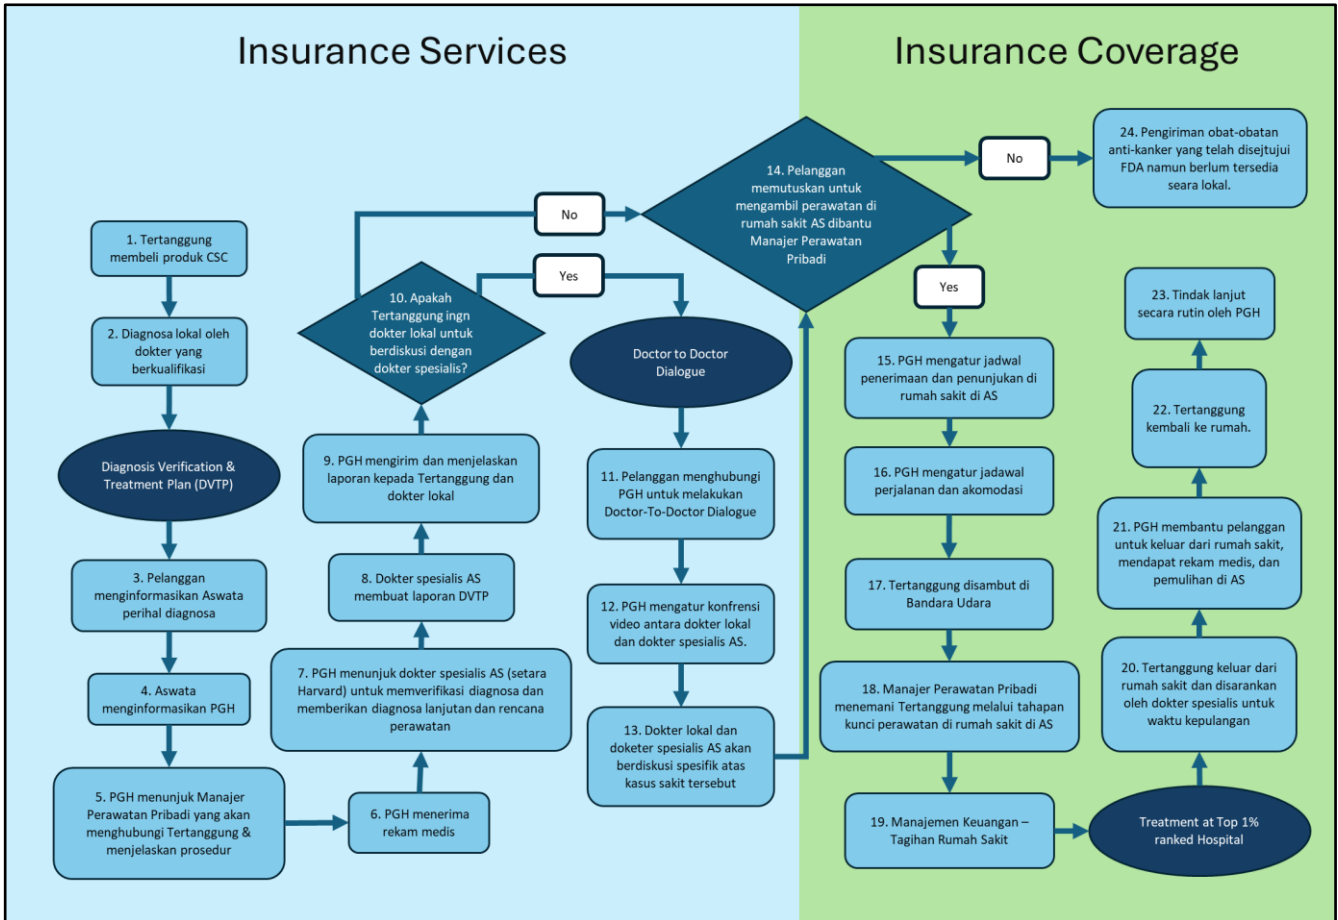 Insurance Services
Insurance Coverage
1. Tertanggung
membeli produk CSC
2. Diagnosa lokal oleh
dokter yang
berkualifikasi
Diagnosis Verification &
Treatment Plan (DVTP)
3. Pelanggan
menginformasikan Aswata
perihal diagnosa
4. Aswata
menginformasikan PGH
5. PGH menunjuk Manajer
Perawatan Pribadi yang akan
menghubungi Tertanggung &
menjelaskan prosedur
6. PGH menerima
rekam medis
7. PGH menunjuk dokter spesialis AS (setara
Harvard) untuk memverifikasi diagnosa dan
memberikan diagnosa lanjutan dan rencana
perawatan
8. Dokter spesialis AS
membuat laporan DVTP
9. PGH mengirim dan menjelaskan
laporan kepada Tertanggung dan
dokter lokal
10. Apakah
Tertanggung ingn
dokter lokal untuk
berdiskusi dengan
dokter spesialis?
No
Yes
Doctor to Doctor
Dialogue
11. Pelanggan menghubungi
PGH untuk melakukan
Doctor-To-Doctor Dialogue
12. PGH mengatur konfrensi
video antara dokter lokal
dan dokter spesialis AS.
13. Dokter lokal dan
doketer spesialis AS akan
berdiskusi spesifik atas
kasus sakit tersebut
14. Pelanggan
memutuskan untuk
mengambil perawatan di
rumah sakit AS dibantu
Manajer Perawatan
Pribadi
No
24. Pengiriman obat-obatan
anti-kanker yang telah disejtujui
FDA namun berlum tersedia
seara lokal.
Yes
15. PGH mengatur jadwal
penerimaan dan penunjukan di
rumah sakit di AS
16. PGH mengatur jadawal
perjalanan dan akomodasi
17. Tertanggung disambut di
Bandara Udara
18. Manajer Perawatan Pribadi
menemani Tertanggung melalui tahapan
kunci perawatan di rumah sakit di AS
19. Manajemen Keuangan –
Tagihan Rumah Sakit
Treatment at Top 1%
ranked Hospital
20. Tertanggung keluar dari
rumah sakit dan disarankan
oleh dokter spesialis untuk
waktu kepulangan
21. PGH membantu pelanggan
untuk keluar dari rumah sakit,
mendapat rekam medis, dan
pemulihan di AS
22. Tertanggung
kembali ke rumah.
23. Tindak lanjut
secara rutin oleh PGH